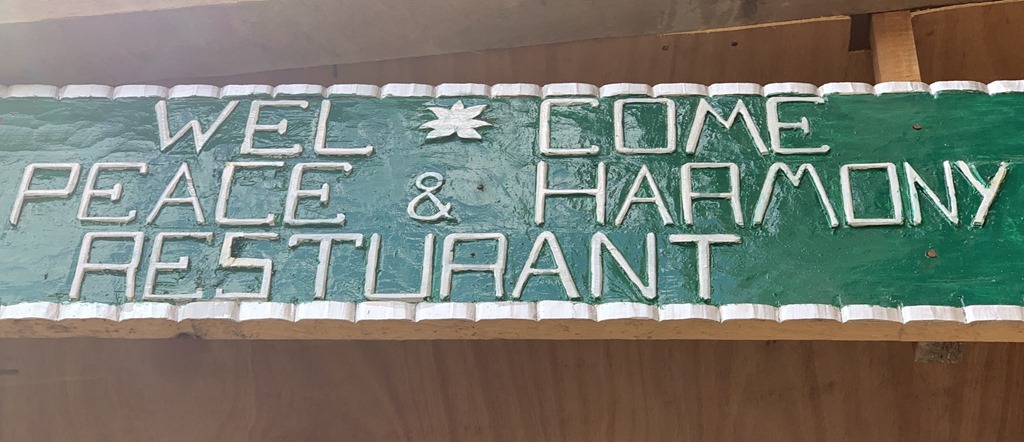 WEL COME
PEACE & HARMONY
RESTURANT